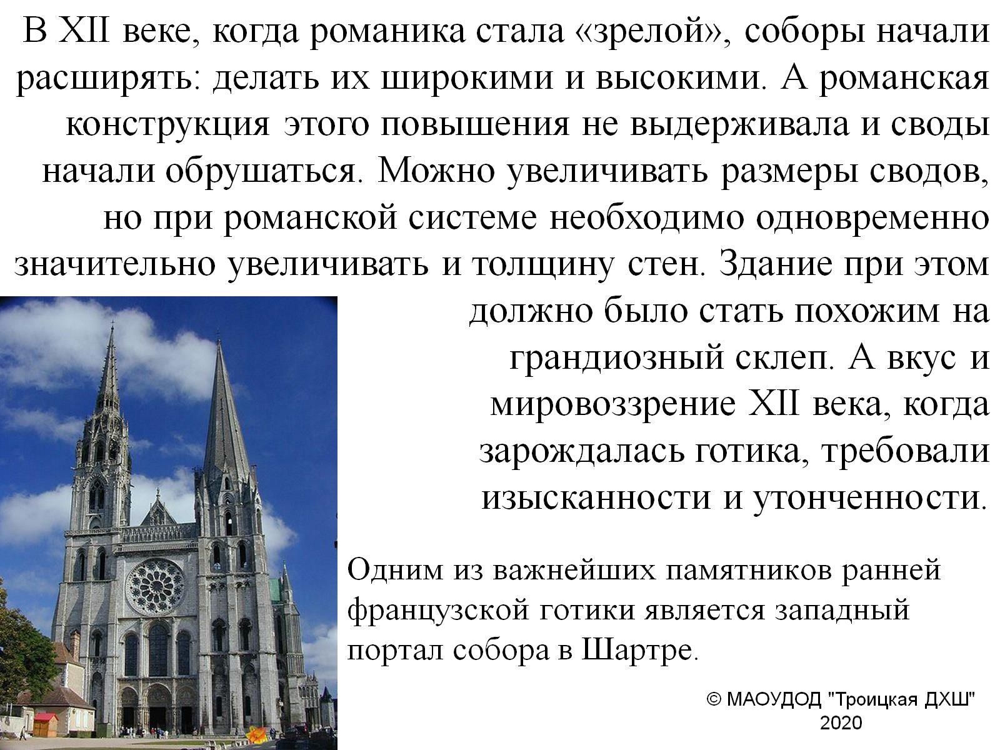 В XII веке, когда романика стала «зрелой», соборы начали
расширять: делать их широкими и высокими. А романская
конструкция этого повышения не выдерживала и своды
начали обрушаться. Можно увеличивать размеры сводов,
но при романской системе необходимо одновременно
значительно увеличивать и толщину стен. Здание при этом
должно было стать похожим на
грандиозный склеп. А вкус и
мировоззрение XII века, когда
зарождалась готика, требовали
изысканности и утонченности.
Одним из важнейших памятников ранней
французской готики является западный
портал собора в Шартре.
© МАОУДОД "Троицкая ДХШ"
2020